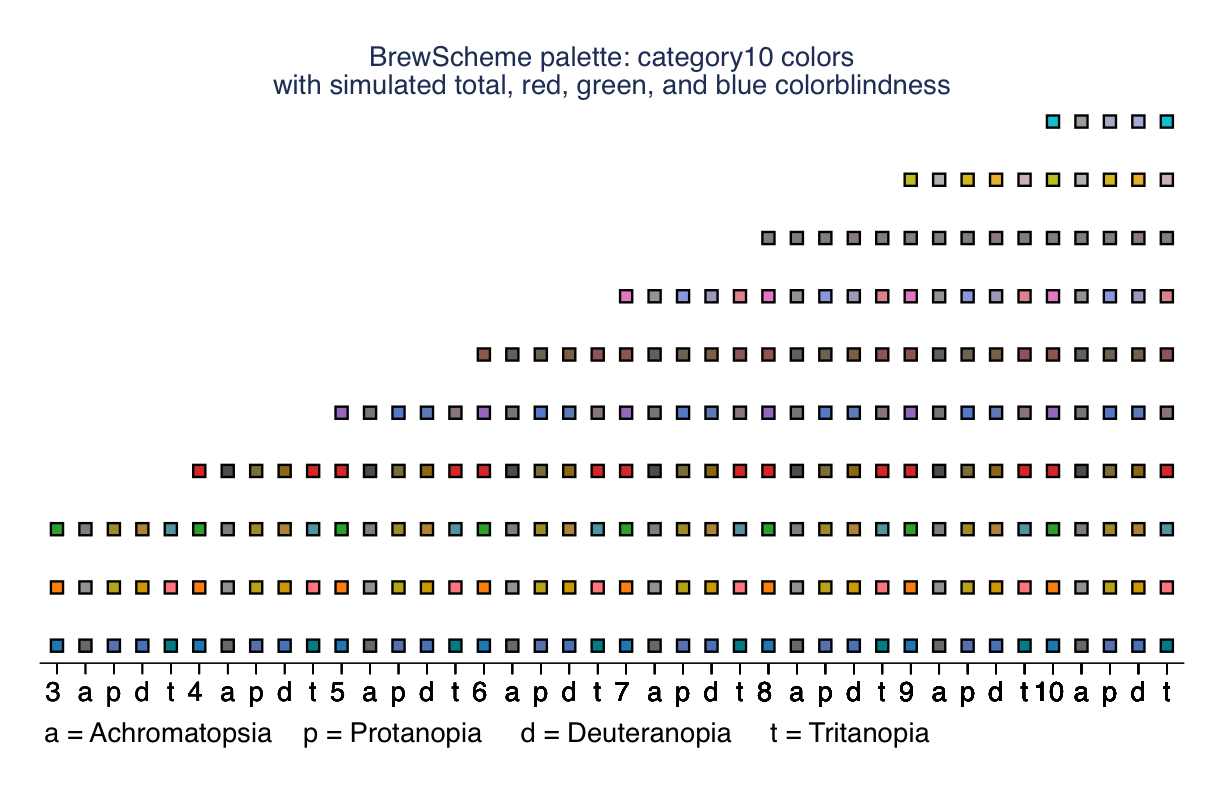 BrewScheme palette: category10 colors
with simulated total, red, green, and blue colorblindness
3 a p d t 4 a p d t 5 a p d t 6 a p d t 7 a p d t 8 a p d t 9 a p d t 10 a p d t
a = Achromatopsia p = Protanopia d = Deuteranopia t = Tritanopia